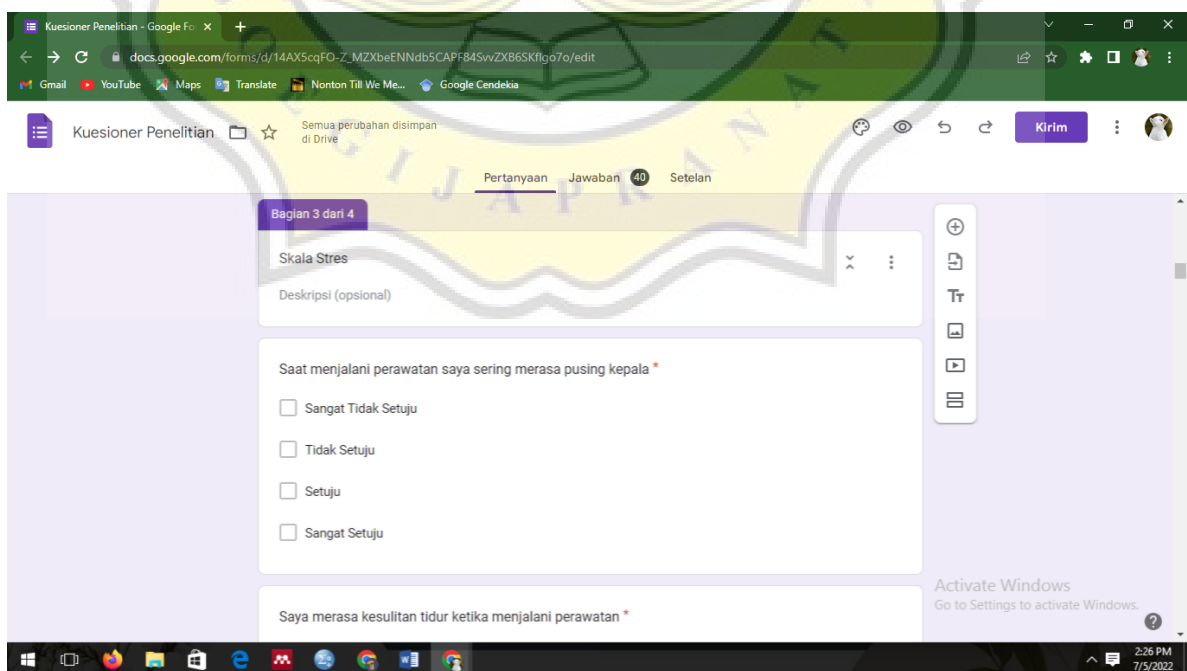 Kuesioner Penelitian - Google Fo
docs.google.com/forms/d/14AX5cqFO-Z_MZXbeENNdb5CAPF84SvvZXB6SKflgo7o/edit
Gmail YouTube Maps Translate Nonton Till We Me... Google Cendekia
Kuesioner Penelitian
Semua perubahan disimpan
di Drive
Kirim
GIJAPRANAT
Pertanyaan Jawaban 40 Setelan
Bagian 3 dari 4
Skala Stres
Deskripsi (opsional)
Saat menjalani perawatan saya sering merasa pusing kepala *
Sangat Tidak Setuju
Tidak Setuju
Setuju
Sangat Setuju
Saya merasa kesulitan tidur ketika menjalani perawatan *
Activate Windows
Go to Settings to activate Windows.
2:26 PM
7/5/2022